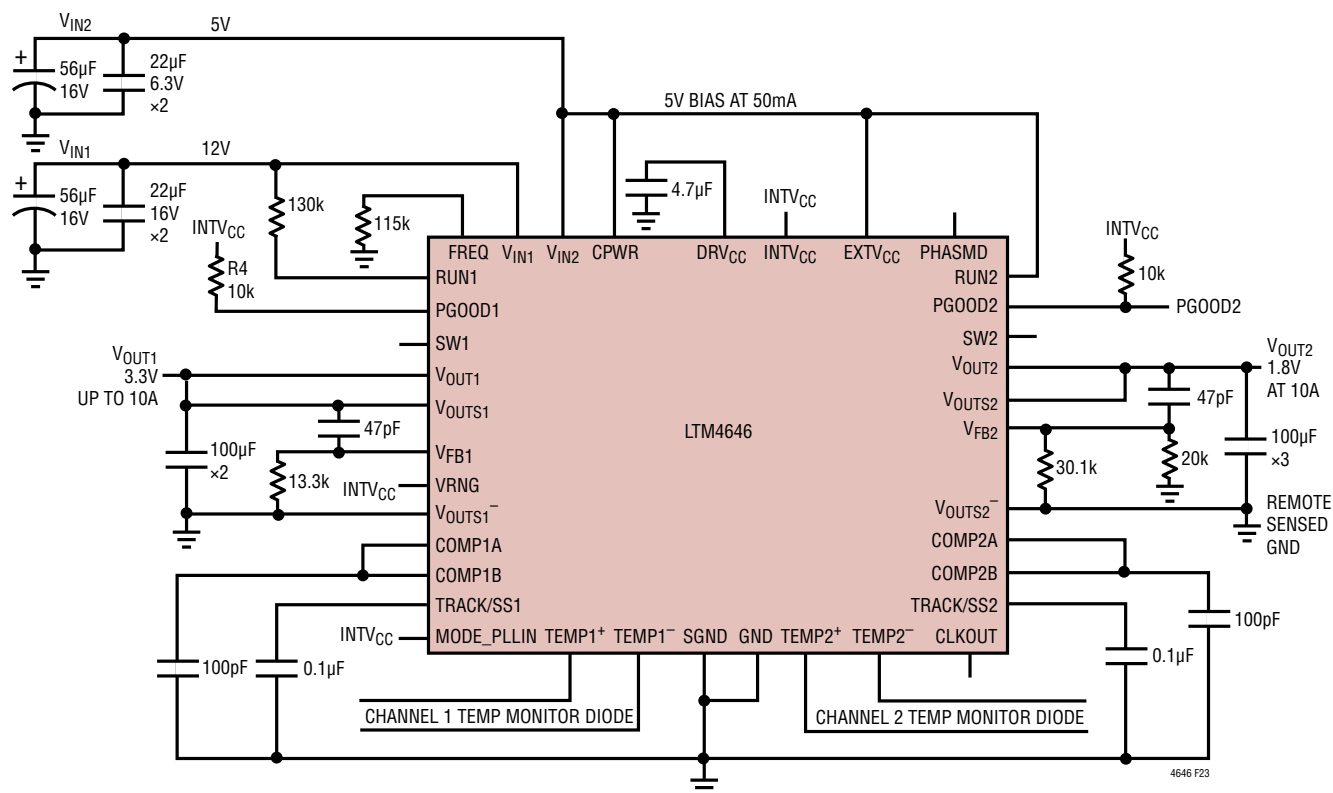 VIN2
5V
+
56µF
16V
22µF
6.3V
×2
5V BIAS AT 50mA
VIN1
12V
+
56µF
16V
22µF
16V
×2
130k
115k
4.7µF
INTVCC
INTVCC
R4
10k
INTVCC
10k
FREQ
VIN1
VIN2
CPWR
DRVCC
INTVCC
EXTVCC
PHASMD
RUN1
PGOOD1
SW1
VOUT1
VOUTS1
VFB1
VRNG
VOUTS1–
COMP1A
COMP1B
TRACK/SS1
MODE_PLLIN
TEMP1+
TEMP1–
SGND
GND
TEMP2+
TEMP2–
CLKOUT
RUN2
PGOOD2
SW2
VOUT2
VOUTS2
VFB2
VOUTS2–
COMP2A
COMP2B
TRACK/SS2
LTM4646
PGOOD2
VOUT1
3.3V
UP TO 10A
47pF
100µF
×2
13.3k
INTVCC
INTVCC
100pF
0.1µF
VOUT2
1.8V
AT 10A
47pF
30.1k
20k
100µF
×3
REMOTE
SENSED
GND
100pF
0.1µF
CHANNEL 1 TEMP MONITOR DIODE
CHANNEL 2 TEMP MONITOR DIODE
4646 F23